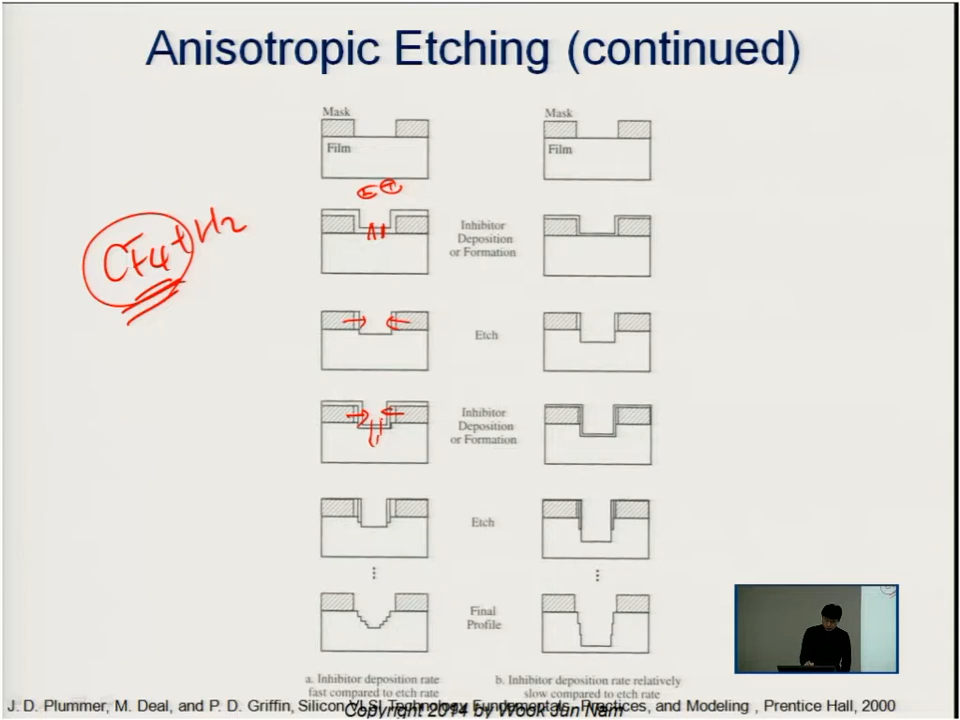 Anisotropic Etching (continued)
Mask
Mask
Film
Film
CF4+H2
Inhibitor
Deposition
or Formation
Etch
Inhibitor
Deposition
or Formation
Etch
Final
Profile
a. Inhibitor deposition rate
fast compared to etch rate
b. Inhibitor deposition rate relatively
slow compared to etch rate
J. D. Plummer, M. Deal, and P. D. Griffin, Silicon VLSI Technology Fundamentals, Practices, and Modeling , Prentice Hall, 2000
Copyright 2014 by Wook Jun Nam